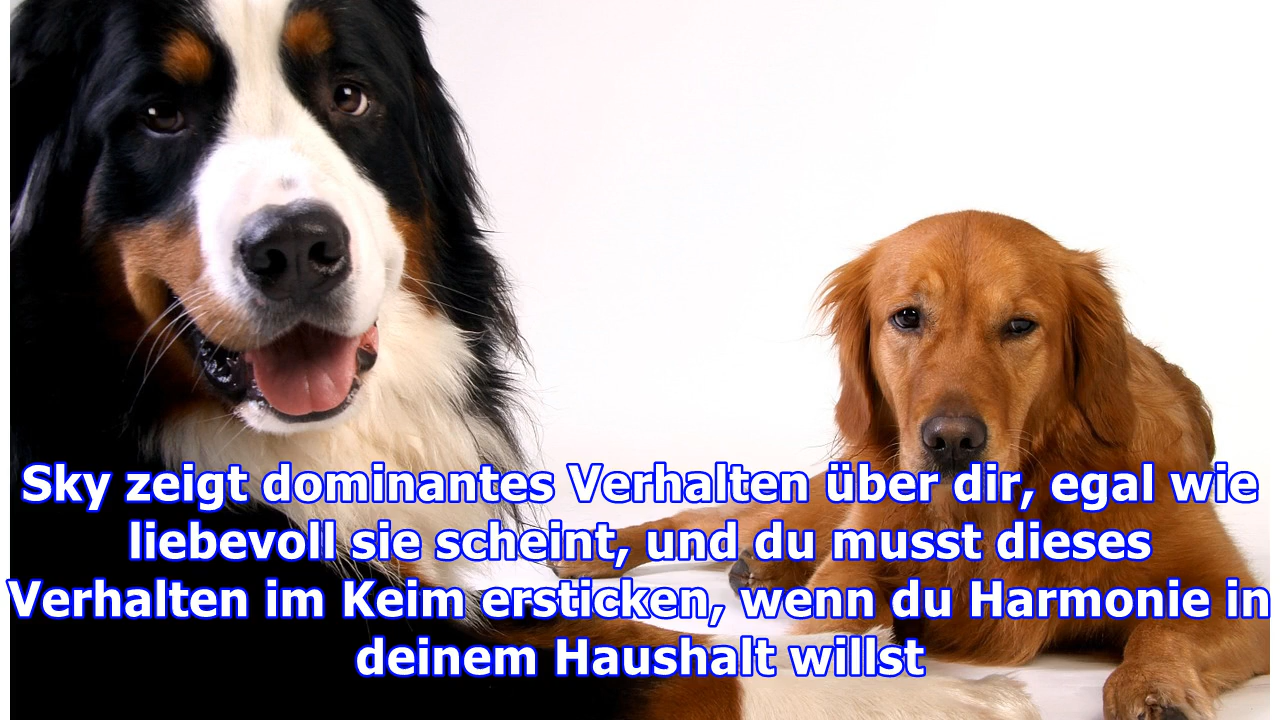 Sky zeigt dominantes Verhalten über dir, egal wie
liebevoll sie scheint, und du musst dieses
Verhalten im Keim ersticken, wenn du Harmonie in
deinem Haushalt willst